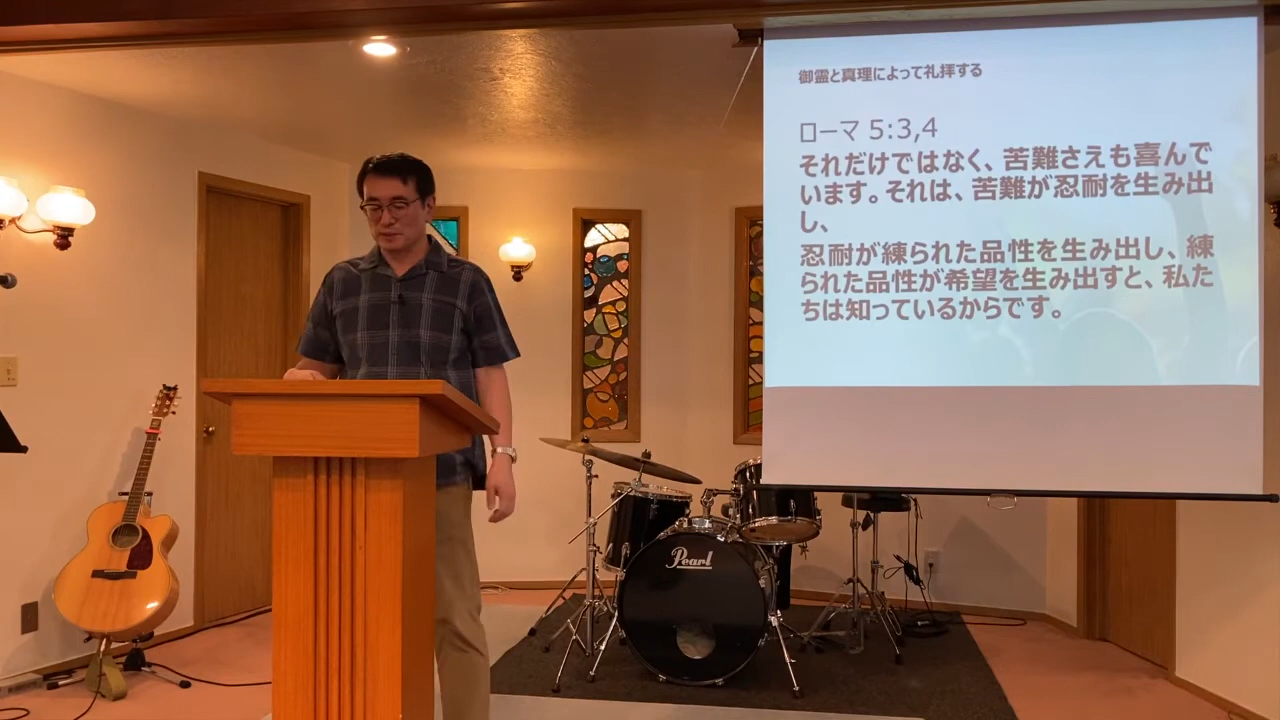 御霊と真理によって礼拝する
ローマ 5:3,4
それだけではなく、苦難さえも喜んで
います。それは、苦難が忍耐を生み出
し、
忍耐が練られた品性を生み出し、練
られた品性が希望を生み出すと、私た
ちは知っているからです。
Pearl